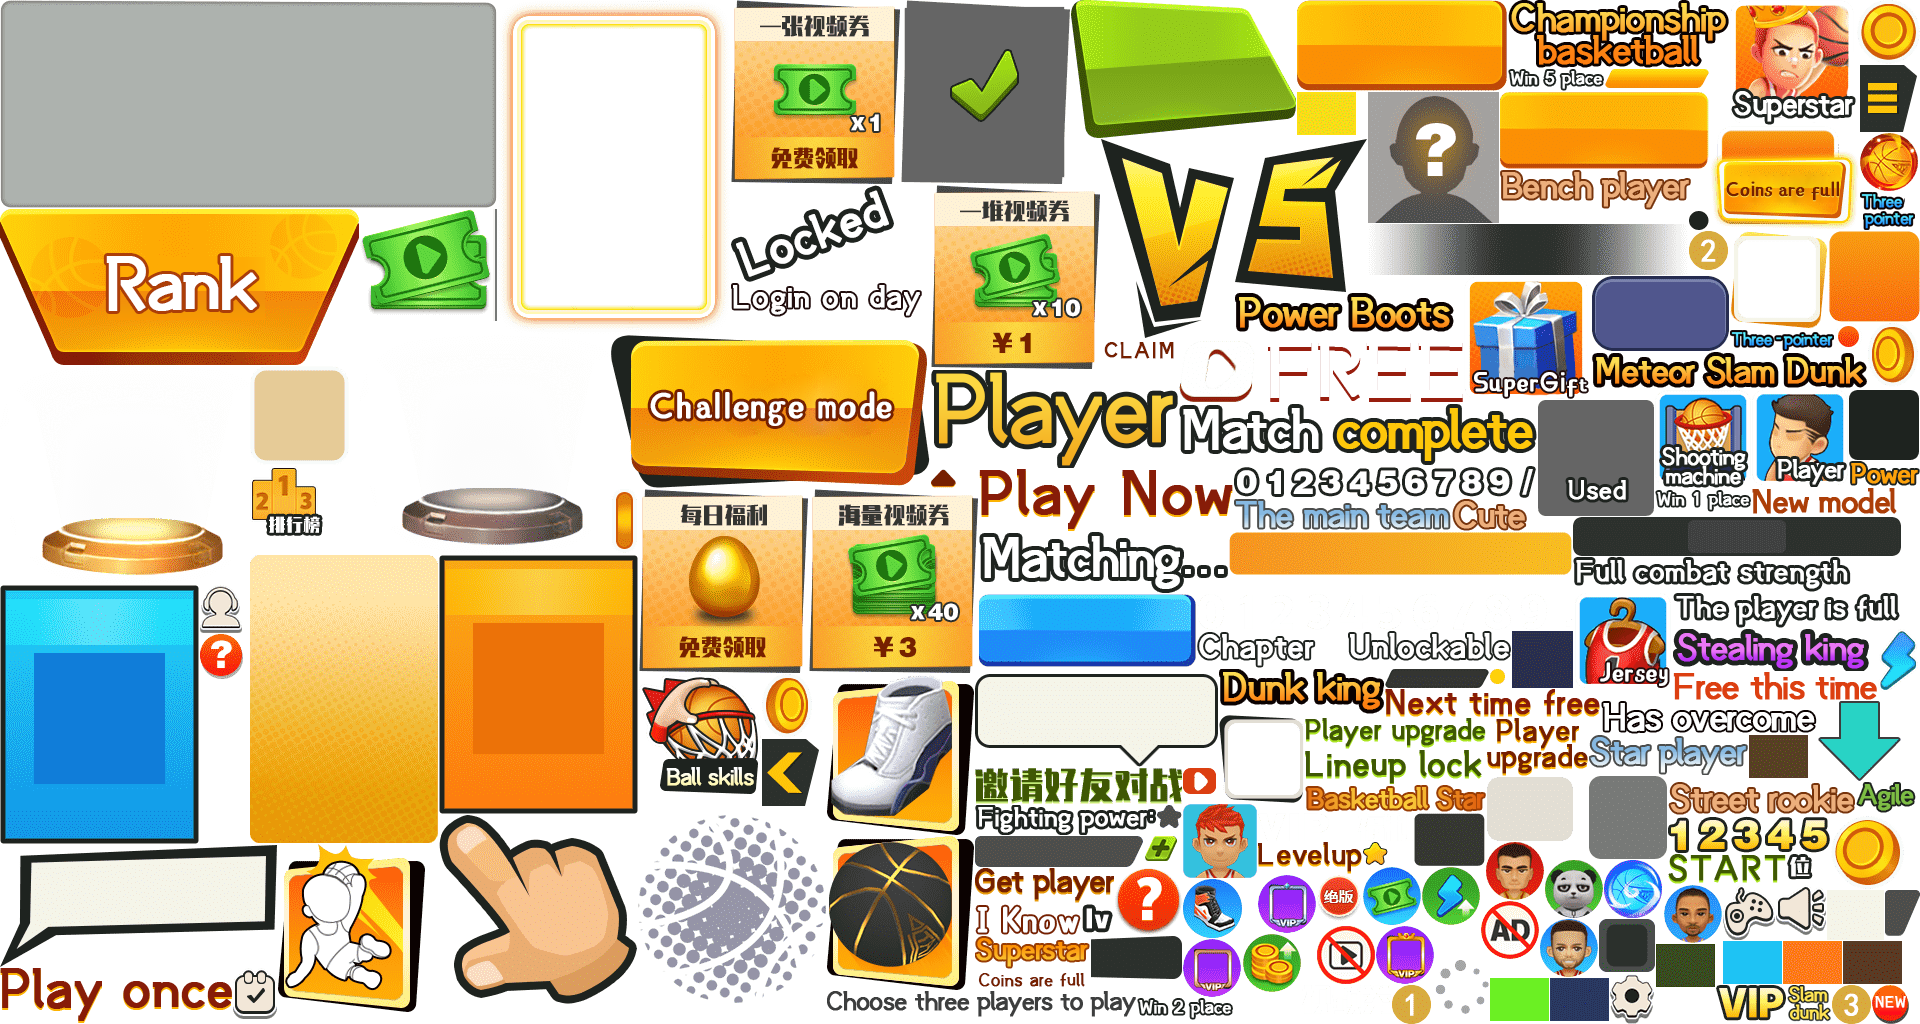 一张视频券
x1
免费领取
Championship
basketball
Win 5 place
Superstar
?
Bench player
Coins are full
Three
pointer
VS
Rank
Locked
Login on day
一堆视频券
x10
¥1
2
Power Boots
CLAIM
FREE
SuperGift
Three-pointer
Meteor Slam Dunk
Challenge mode
Player
Match complete
Used
Shooting
machine
Player
Power
Win 1 place
New model
1
2 3
排行榜
Play Now
0123456789/
The main team
Cute
每日福利
免费领取
海量视频券
x40
¥3
Matching...
Full combat strength
The player is full
?
Chapter
Unlockable
Jersey
Stealing king
Free this time
Dunk king
Next time free
Has overcome
Player upgrade
Player
upgrade
Star player
Lineup lock
Ball skills
邀请好友对战
Basketball Star
Street rookie
Agile
Fighting power:
12345
Levelup
START
Get player
?
I Know
lv
VIP
绝版
AD
Superstar
VIP
VIP
Coins are full
Play once
Choose three players to play
Win 2 place
1
VIP
Slam
dunk
3
NEW